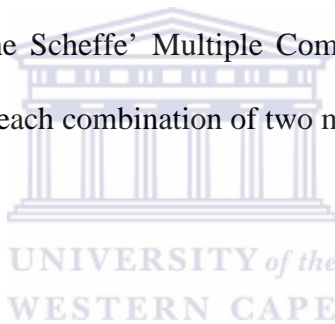 he Scheffe’ Multiple Com
each combination of two
UNIVERSITY of the
WESTERN CAPE